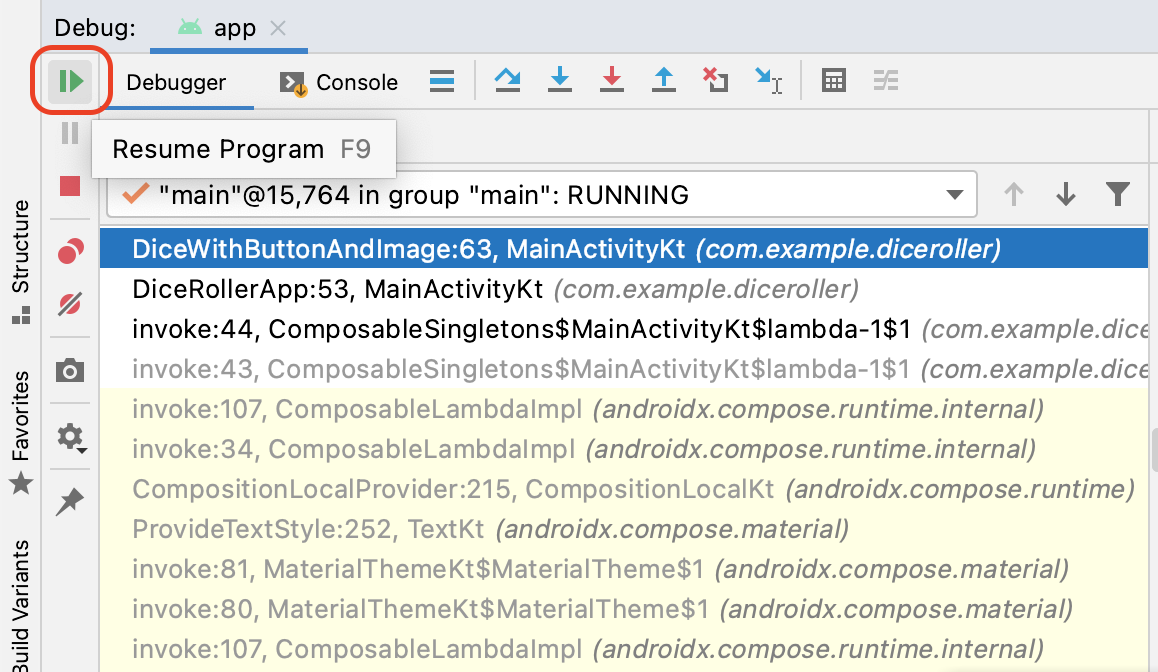 Debug: app
Debugger Console
Resume Program F9
"main"@15,764 in group "main": RUNNING
DiceWithButtonAndImage:63, MainActivityKt (com.example.diceroller)
DiceRollerApp:53, MainActivityKt (com.example.diceroller)
invoke:44, ComposableSingletons$MainActivityKt$lambda-1$1 (com.example.dice
invoke:43, ComposableSingletons$MainActivityKt$lambda-1$1 (com.example.dice
invoke:107, ComposableLambdaImpl (androidx.compose.runtime.internal)
invoke:34, ComposableLambdaImpl (androidx.compose.runtime.internal)
CompositionLocalProvider:215, CompositionLocalKt (androidx.compose.runtime)
ProvideTextStyle:252, TextKt (androidx.compose.material)
invoke:81, MaterialThemeKt$MaterialTheme$1 (androidx.compose.material)
invoke:80, MaterialThemeKt$MaterialTheme$1 (androidx.compose.material)
invoke:107, ComposableLambdaImpl (androidx.compose.runtime.internal)
Structure
Favorites
Build Variants